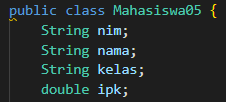 public class Mahasiswa05 {
    String nim;
    String nama;
    String kelas;
    double ipk;